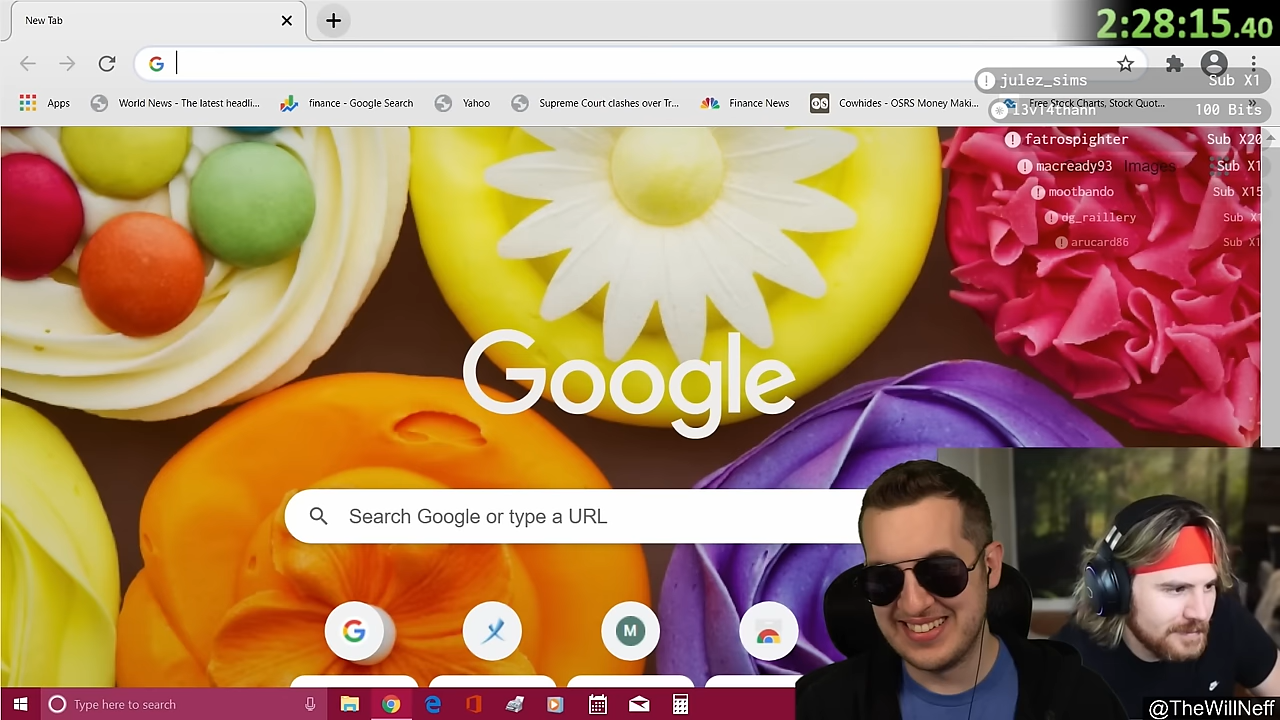 New Tab
2:28:15.40
julez_sims Sub X1
Apps World News - The latest headli... finance - Google Search Yahoo Supreme Court clashes over Tr... Finance News OS Cowhides - OSRS Money Maki... Free Stock Charts, Stock Quot... »
l3vi4thann 100 Bits
fatrospighter Sub X20
macready93 Images Sub X1
mootbando Sub X15
dg_raillery Sub X1
arucard86 Sub X1
Google
Search Google or type a URL
M
Type here to search
@TheWillNeff